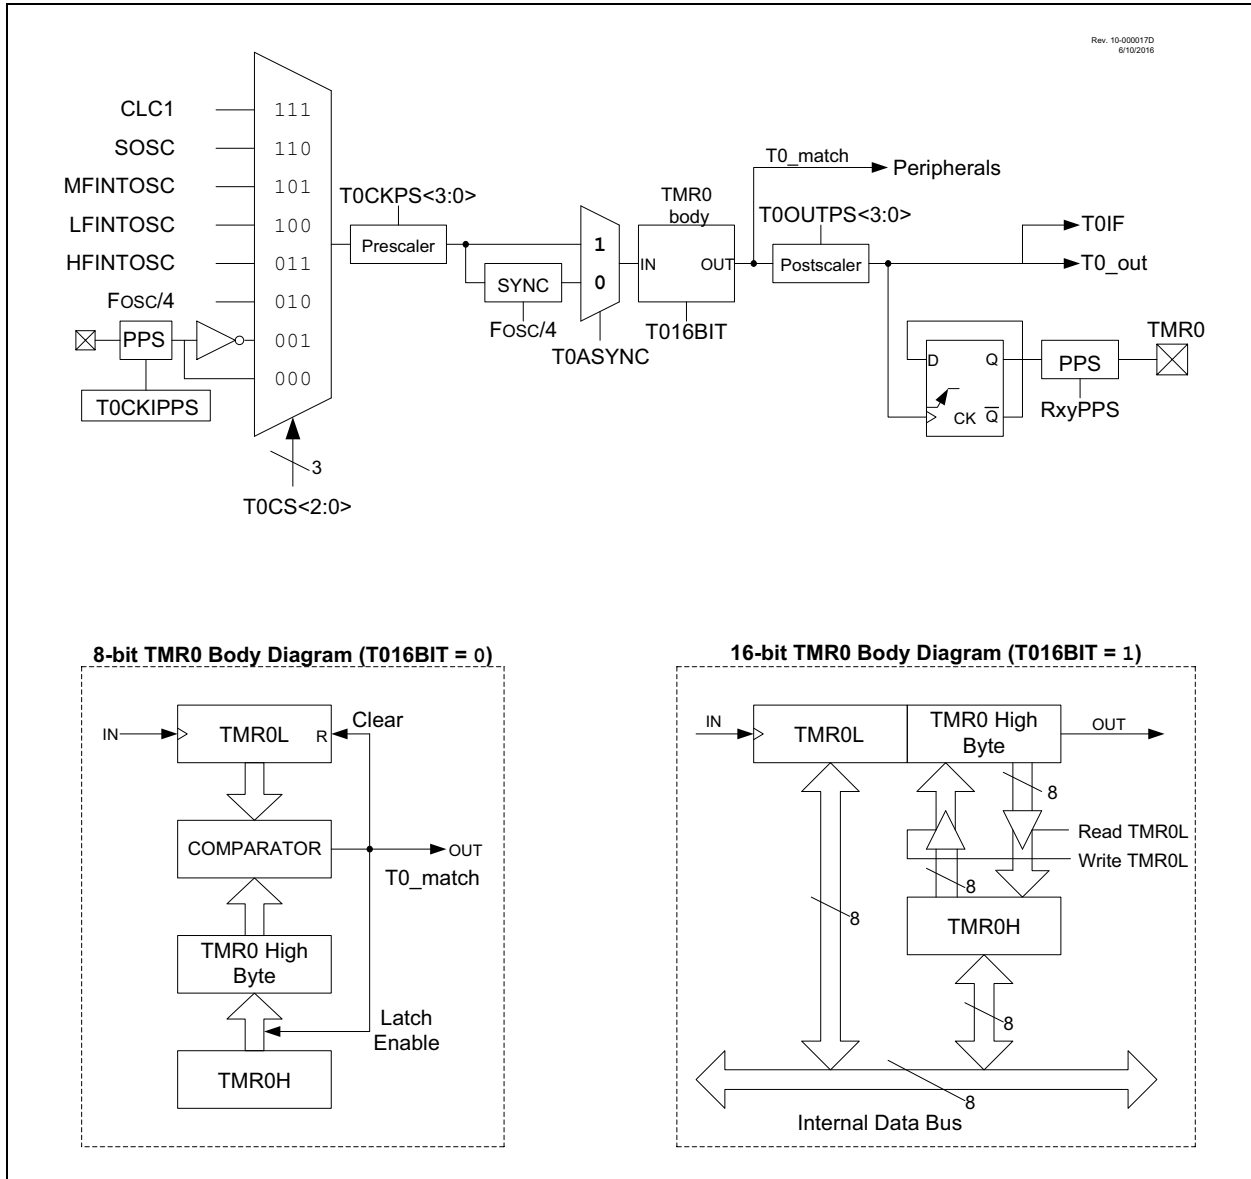 Rev. 10-000017D
6/10/2016
CLC1
111
SOSC
110
MFINTOSC
101
LFINTOSC
100
HFINTOSC
011
FOSC/4
010
PPS
001
000
T0CKIPPS
3
T0CS<2:0>
T0CKPS<3:0>
Prescaler
SYNC
FOSC/4
1
0
T0ASYNC
TMR0
body
IN
OUT
T016BIT
T0_match
Peripherals
T0OUTPS<3:0>
Postscaler
T0IF
T0_out
D
Q
CK
Q
PPS
RxyPPS
TMR0
8-bit TMR0 Body Diagram (T016BIT = 0)
IN
TMR0L
R
Clear
COMPARATOR
OUT
T0_match
TMR0 High
Byte
Latch
Enable
TMR0H
16-bit TMR0 Body Diagram (T016BIT = 1)
IN
TMR0L
TMR0 High
Byte
OUT
8
Read TMR0L
Write TMR0L
8
8
TMR0H
8
8
Internal Data Bus